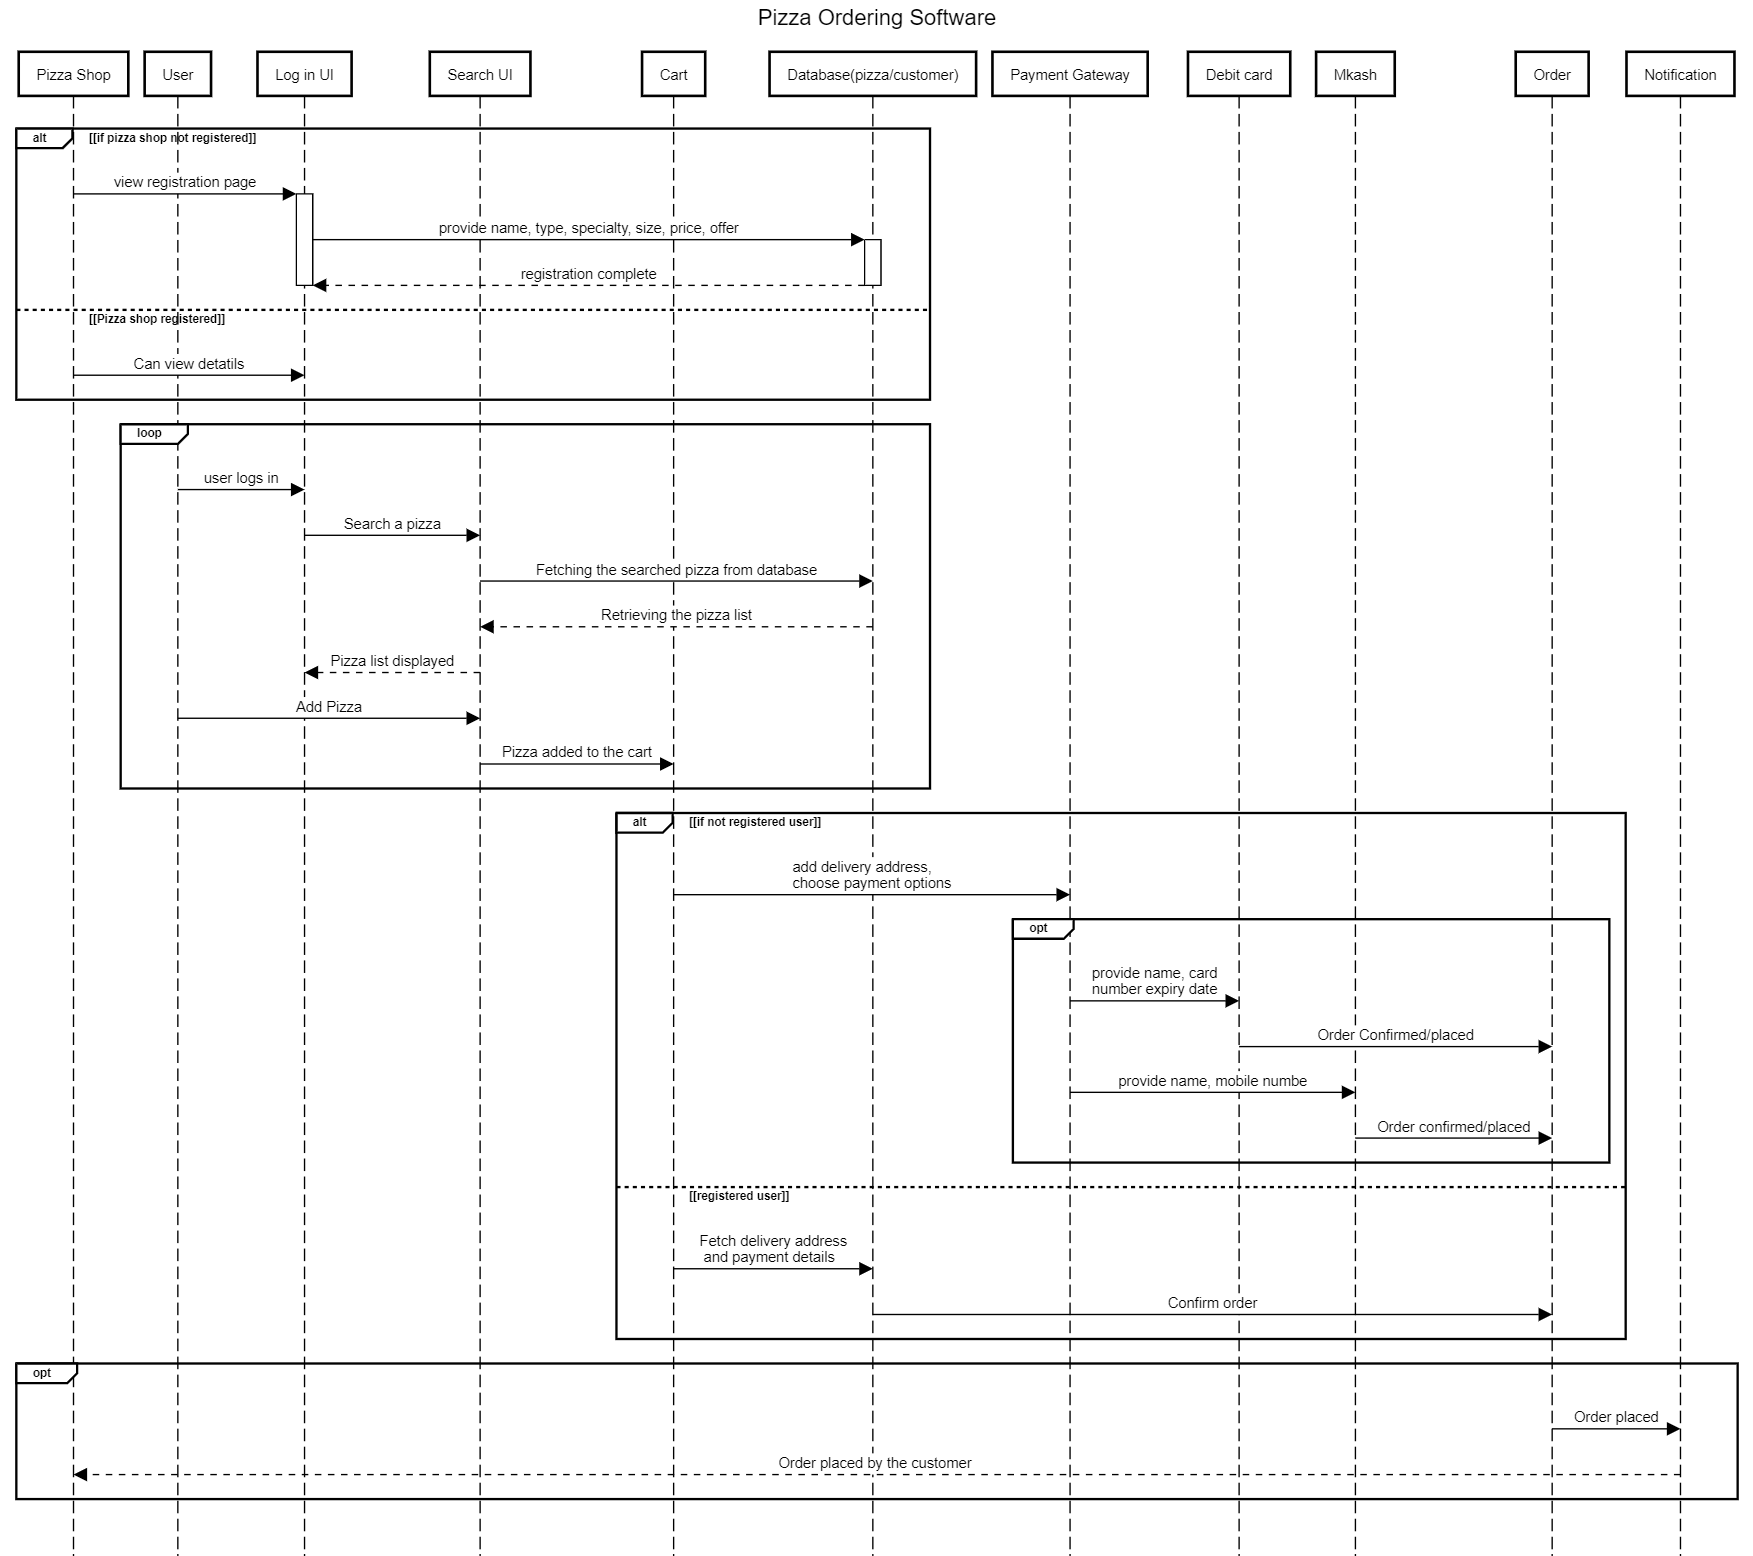 Pizza Ordering Software
Pizza Shop
User
Log in UI
Search UI
Cart
Database(pizza/customer)
Payment Gateway
Debit card
Mkash
Order
Notification
alt
[[if pizza shop not registered]]
view registration page
provide name, type, specialty, size, price, offer
registration complete
[[Pizza shop registered]]
Can view detatils
loop
user logs in
Search a pizza
Fetching the searched pizza from database
Retrieving the pizza list
Pizza list displayed
Add Pizza
Pizza added to the cart
alt
[[if not registered user]]
add delivery address,
choose payment options
opt
provide name, card
number expiry date
Order Confirmed/placed
provide name, mobile numbe
Order confirmed/placed
[[registered user]]
Fetch delivery address
and payment details
Confirm order
opt
Order placed
Order placed by the customer